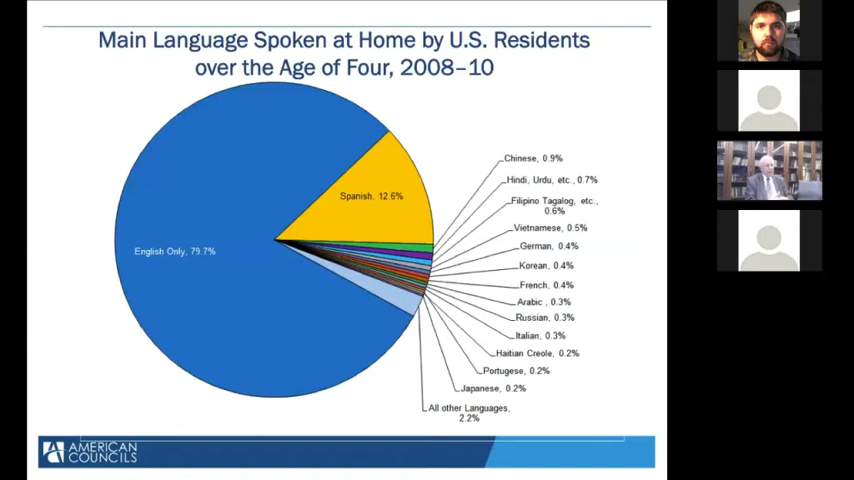 Main Language Spoken at Home by U.S. Residents
over the Age of Four, 2008–10
Chinese, 0.9%
Hindi, Urdu, etc., 0.7%
Spanish, 12.6%
Filipino Tagalog, etc.,
0.6%
Vietnamese, 0.5%
German, 0.4%
English Only, 79.7%
Korean, 0.4%
French, 0.4%
Arabic , 0.3%
Russian, 0.3%
Italian, 0.3%
Haitian Creole, 0.2%
Portugese, 0.2%
Japanese, 0.2%
All other Languages,
2.2%
AMERICAN
COUNCILS